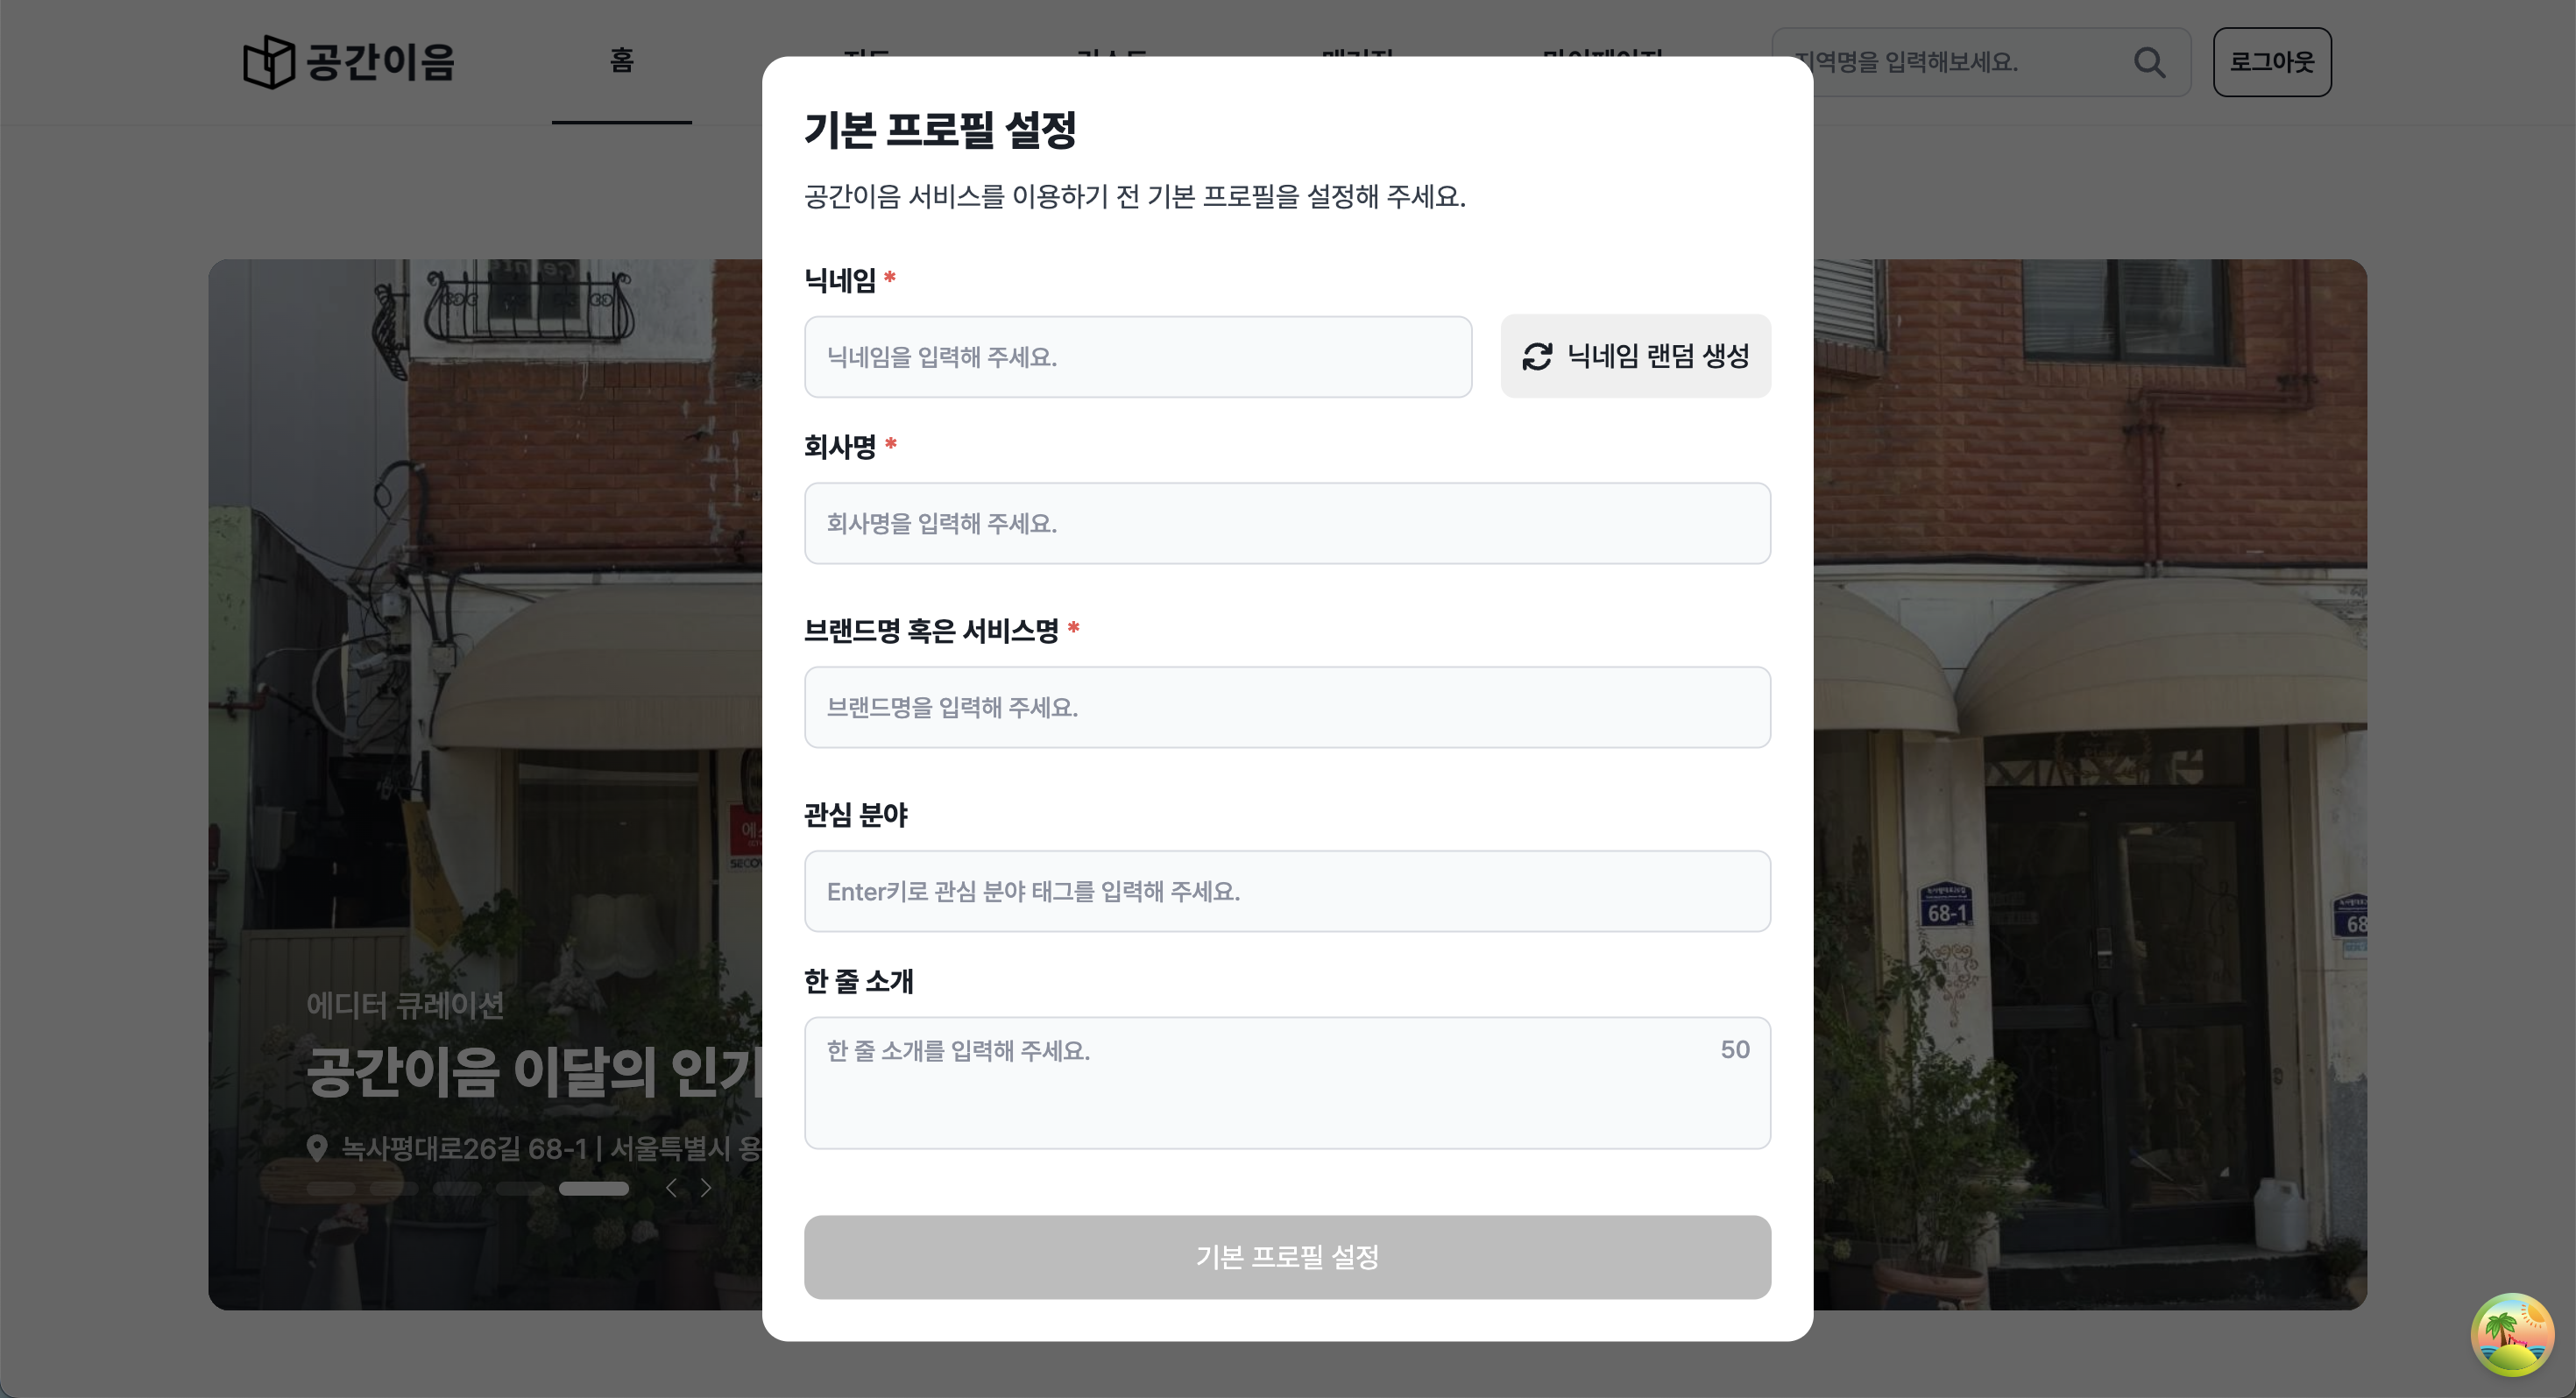 공간이음
홈
지역명을 입력해보세요.
로그아웃
기본 프로필 설정
공간이음 서비스를 이용하기 전 기본 프로필을 설정해 주세요.
닉네임 *
닉네임을 입력해 주세요.
닉네임 랜덤 생성
회사명 *
회사명을 입력해 주세요.
브랜드명 혹은 서비스명 *
브랜드명을 입력해 주세요.
관심 분야
Enter키로 관심 분야 태그를 입력해 주세요.
한 줄 소개
한 줄 소개를 입력해 주세요.
50
기본 프로필 설정
에디터 큐레이션
공간이음 이달의 인기
녹사평대로26길 68-1 | 서울특별시 용
68-1
68